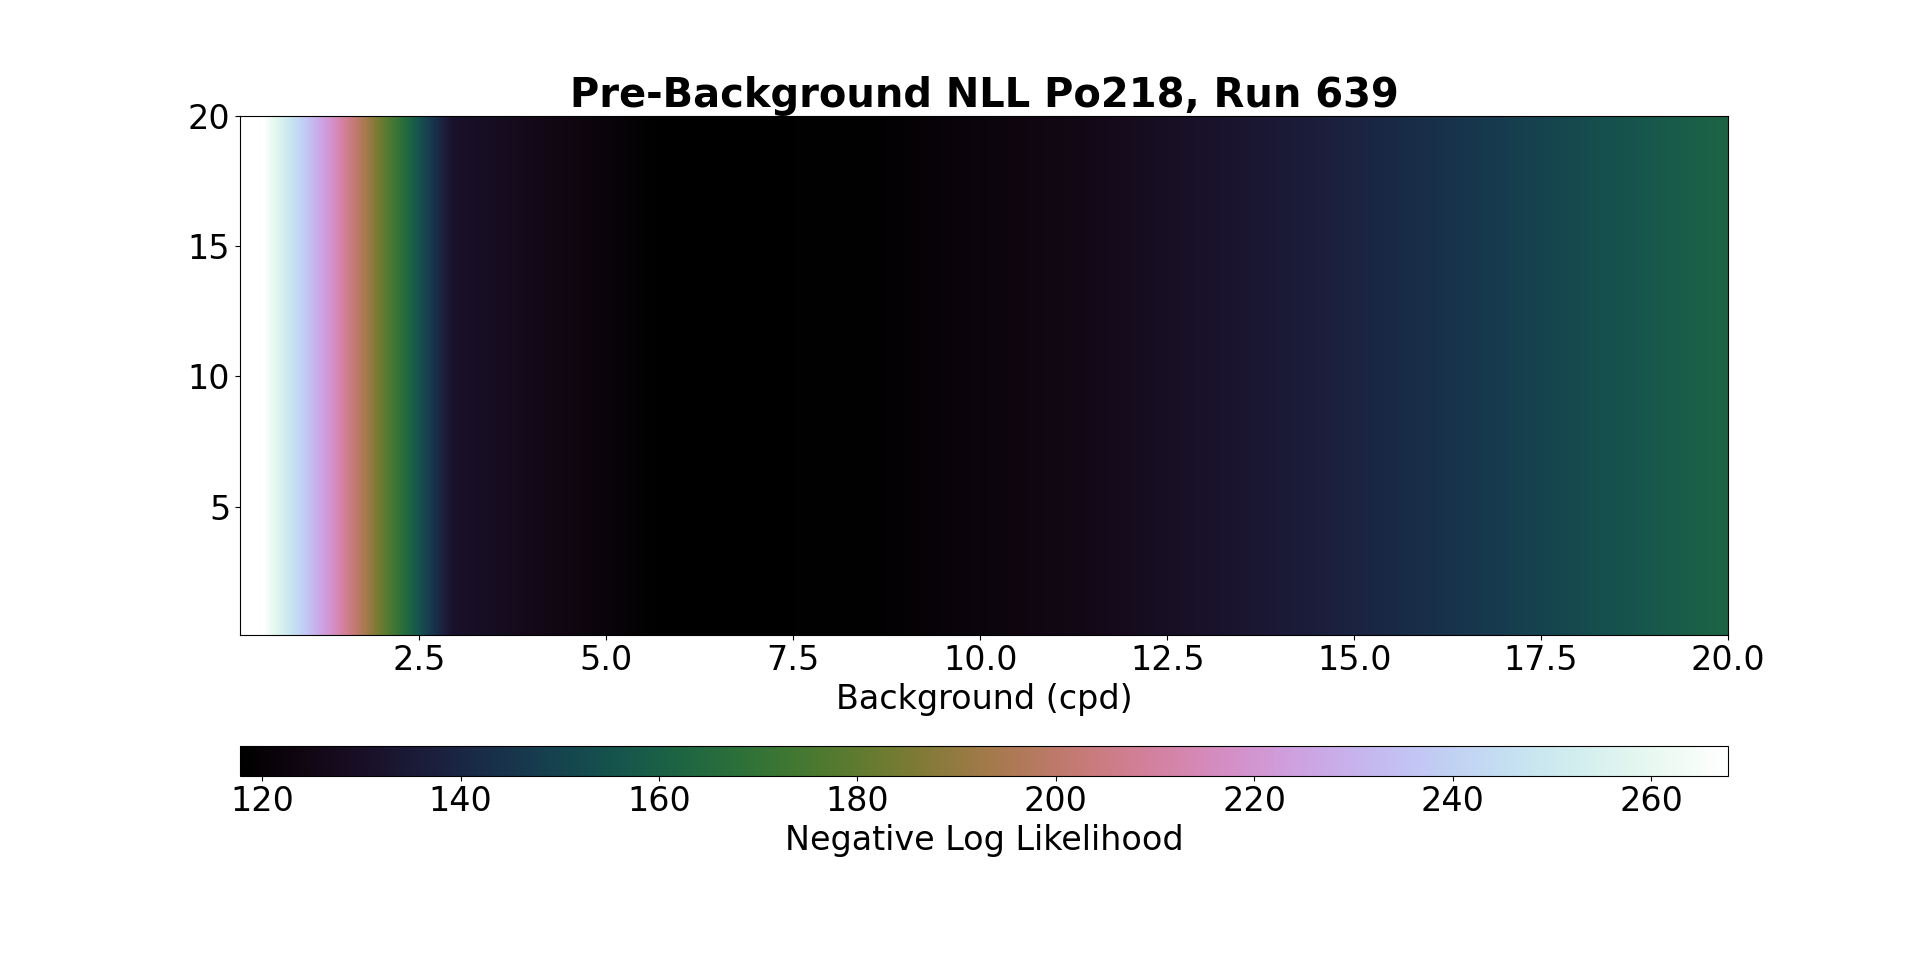 Pre-Background NLL Po218, Run 639
20
15
10
5
2.5 5.0 7.5 10.0 12.5 15.0 17.5 20.0
Background (cpd)
120 140 160 180 200 220 240 260
Negative Log Likelihood